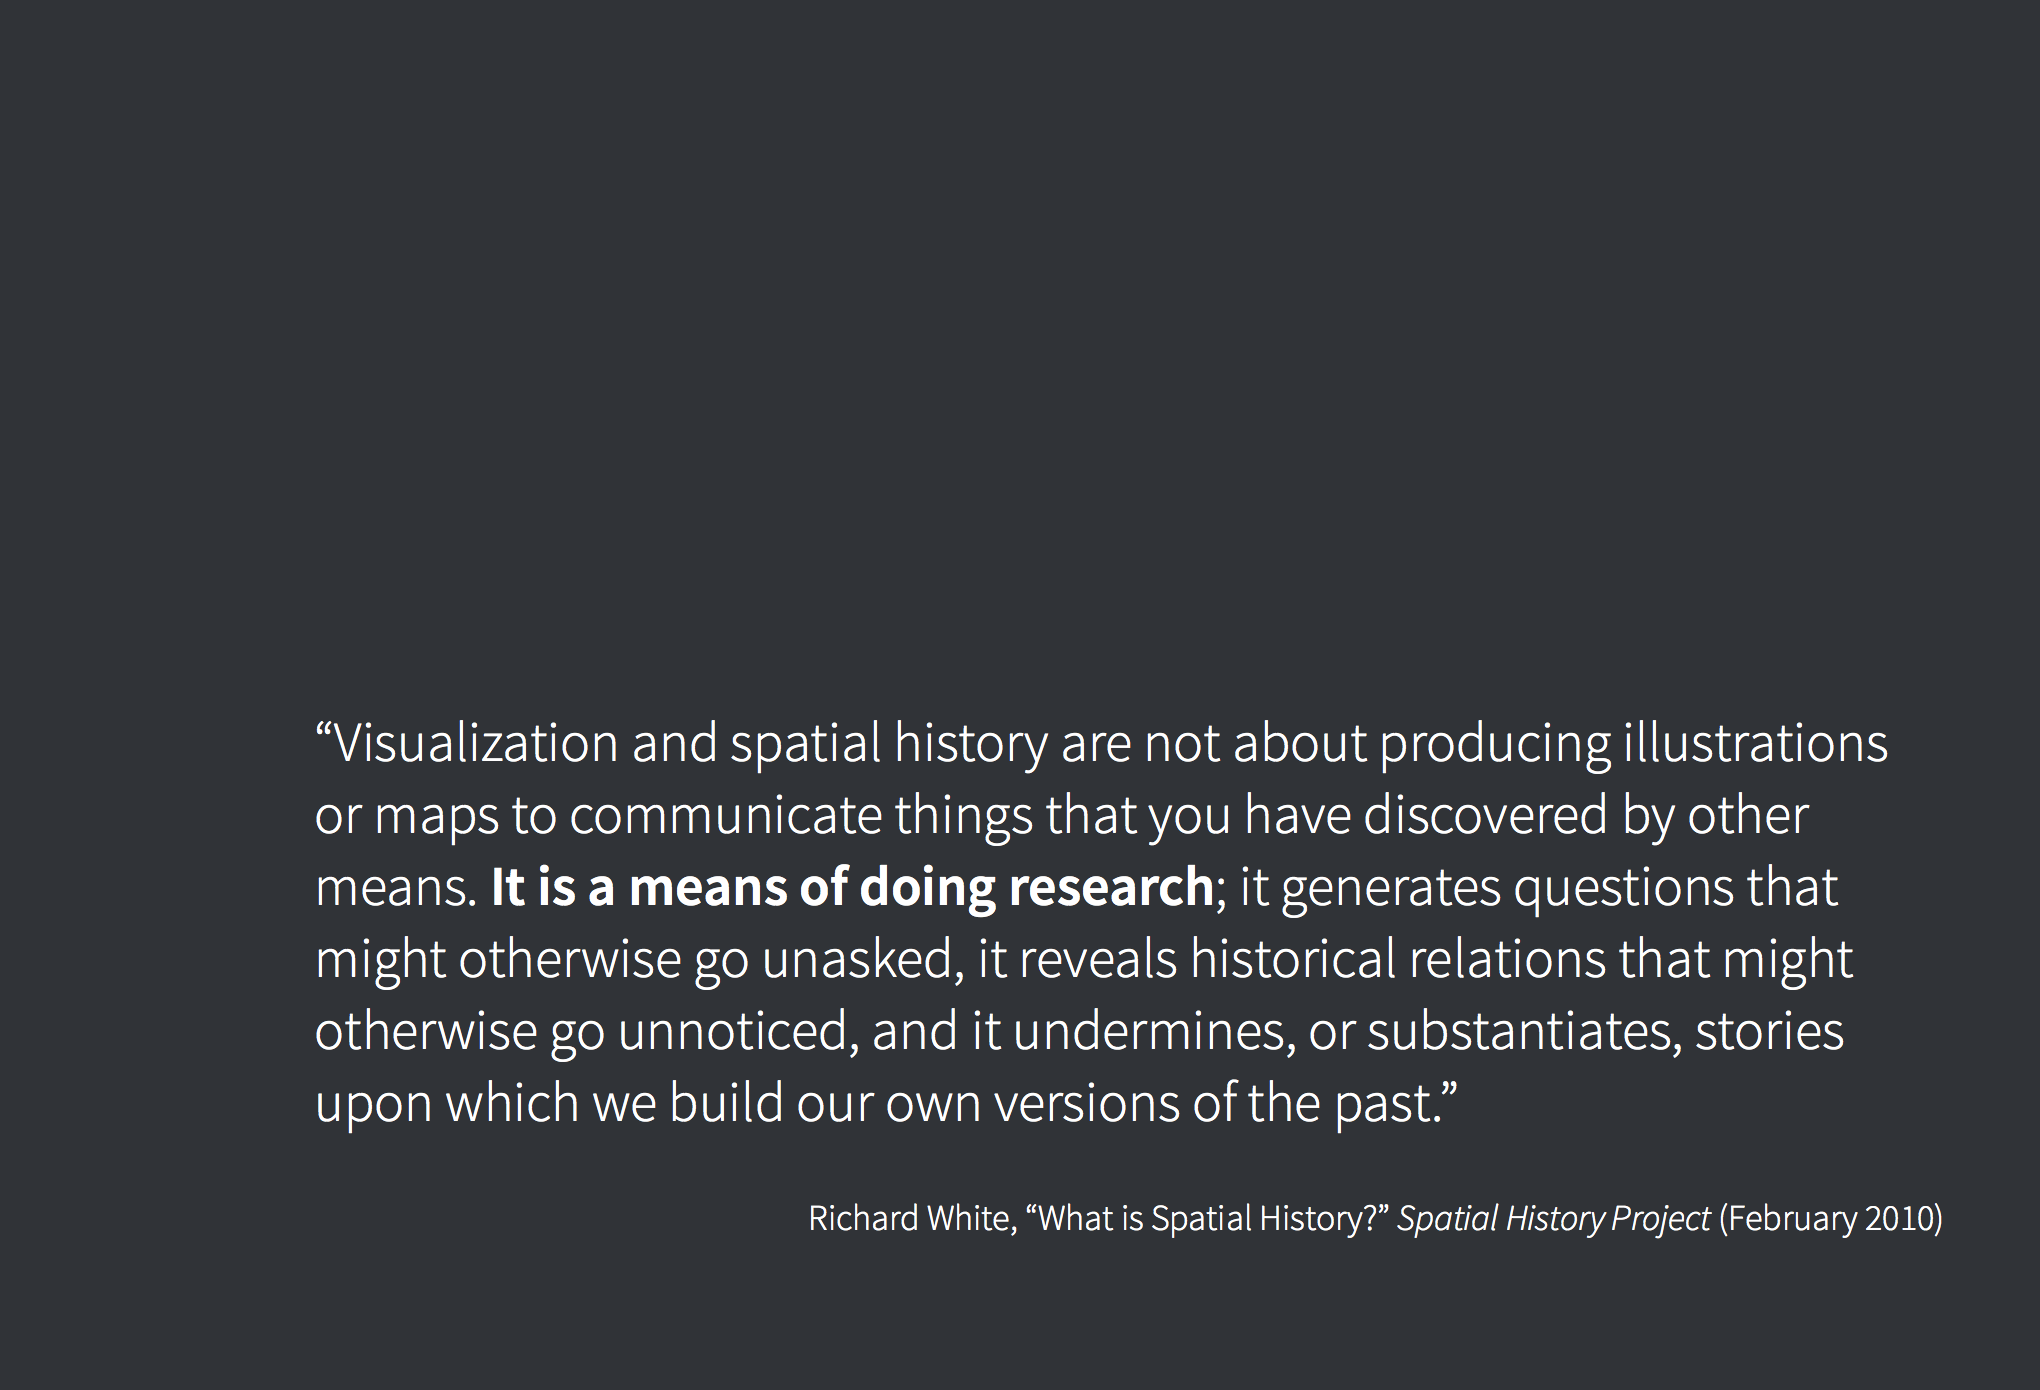 “Visualization and spatial history are not about producing illustrations
or maps to communicate things that you have discovered by other
means. It is a means of doing research; it generates questions that
might otherwise go unasked, it reveals historical relations that might
otherwise go unnoticed, and it undermines, or substantiates, stories
upon which we build our own versions of the past.”
Richard White, “What is Spatial History?” Spatial History Project (February 2010)